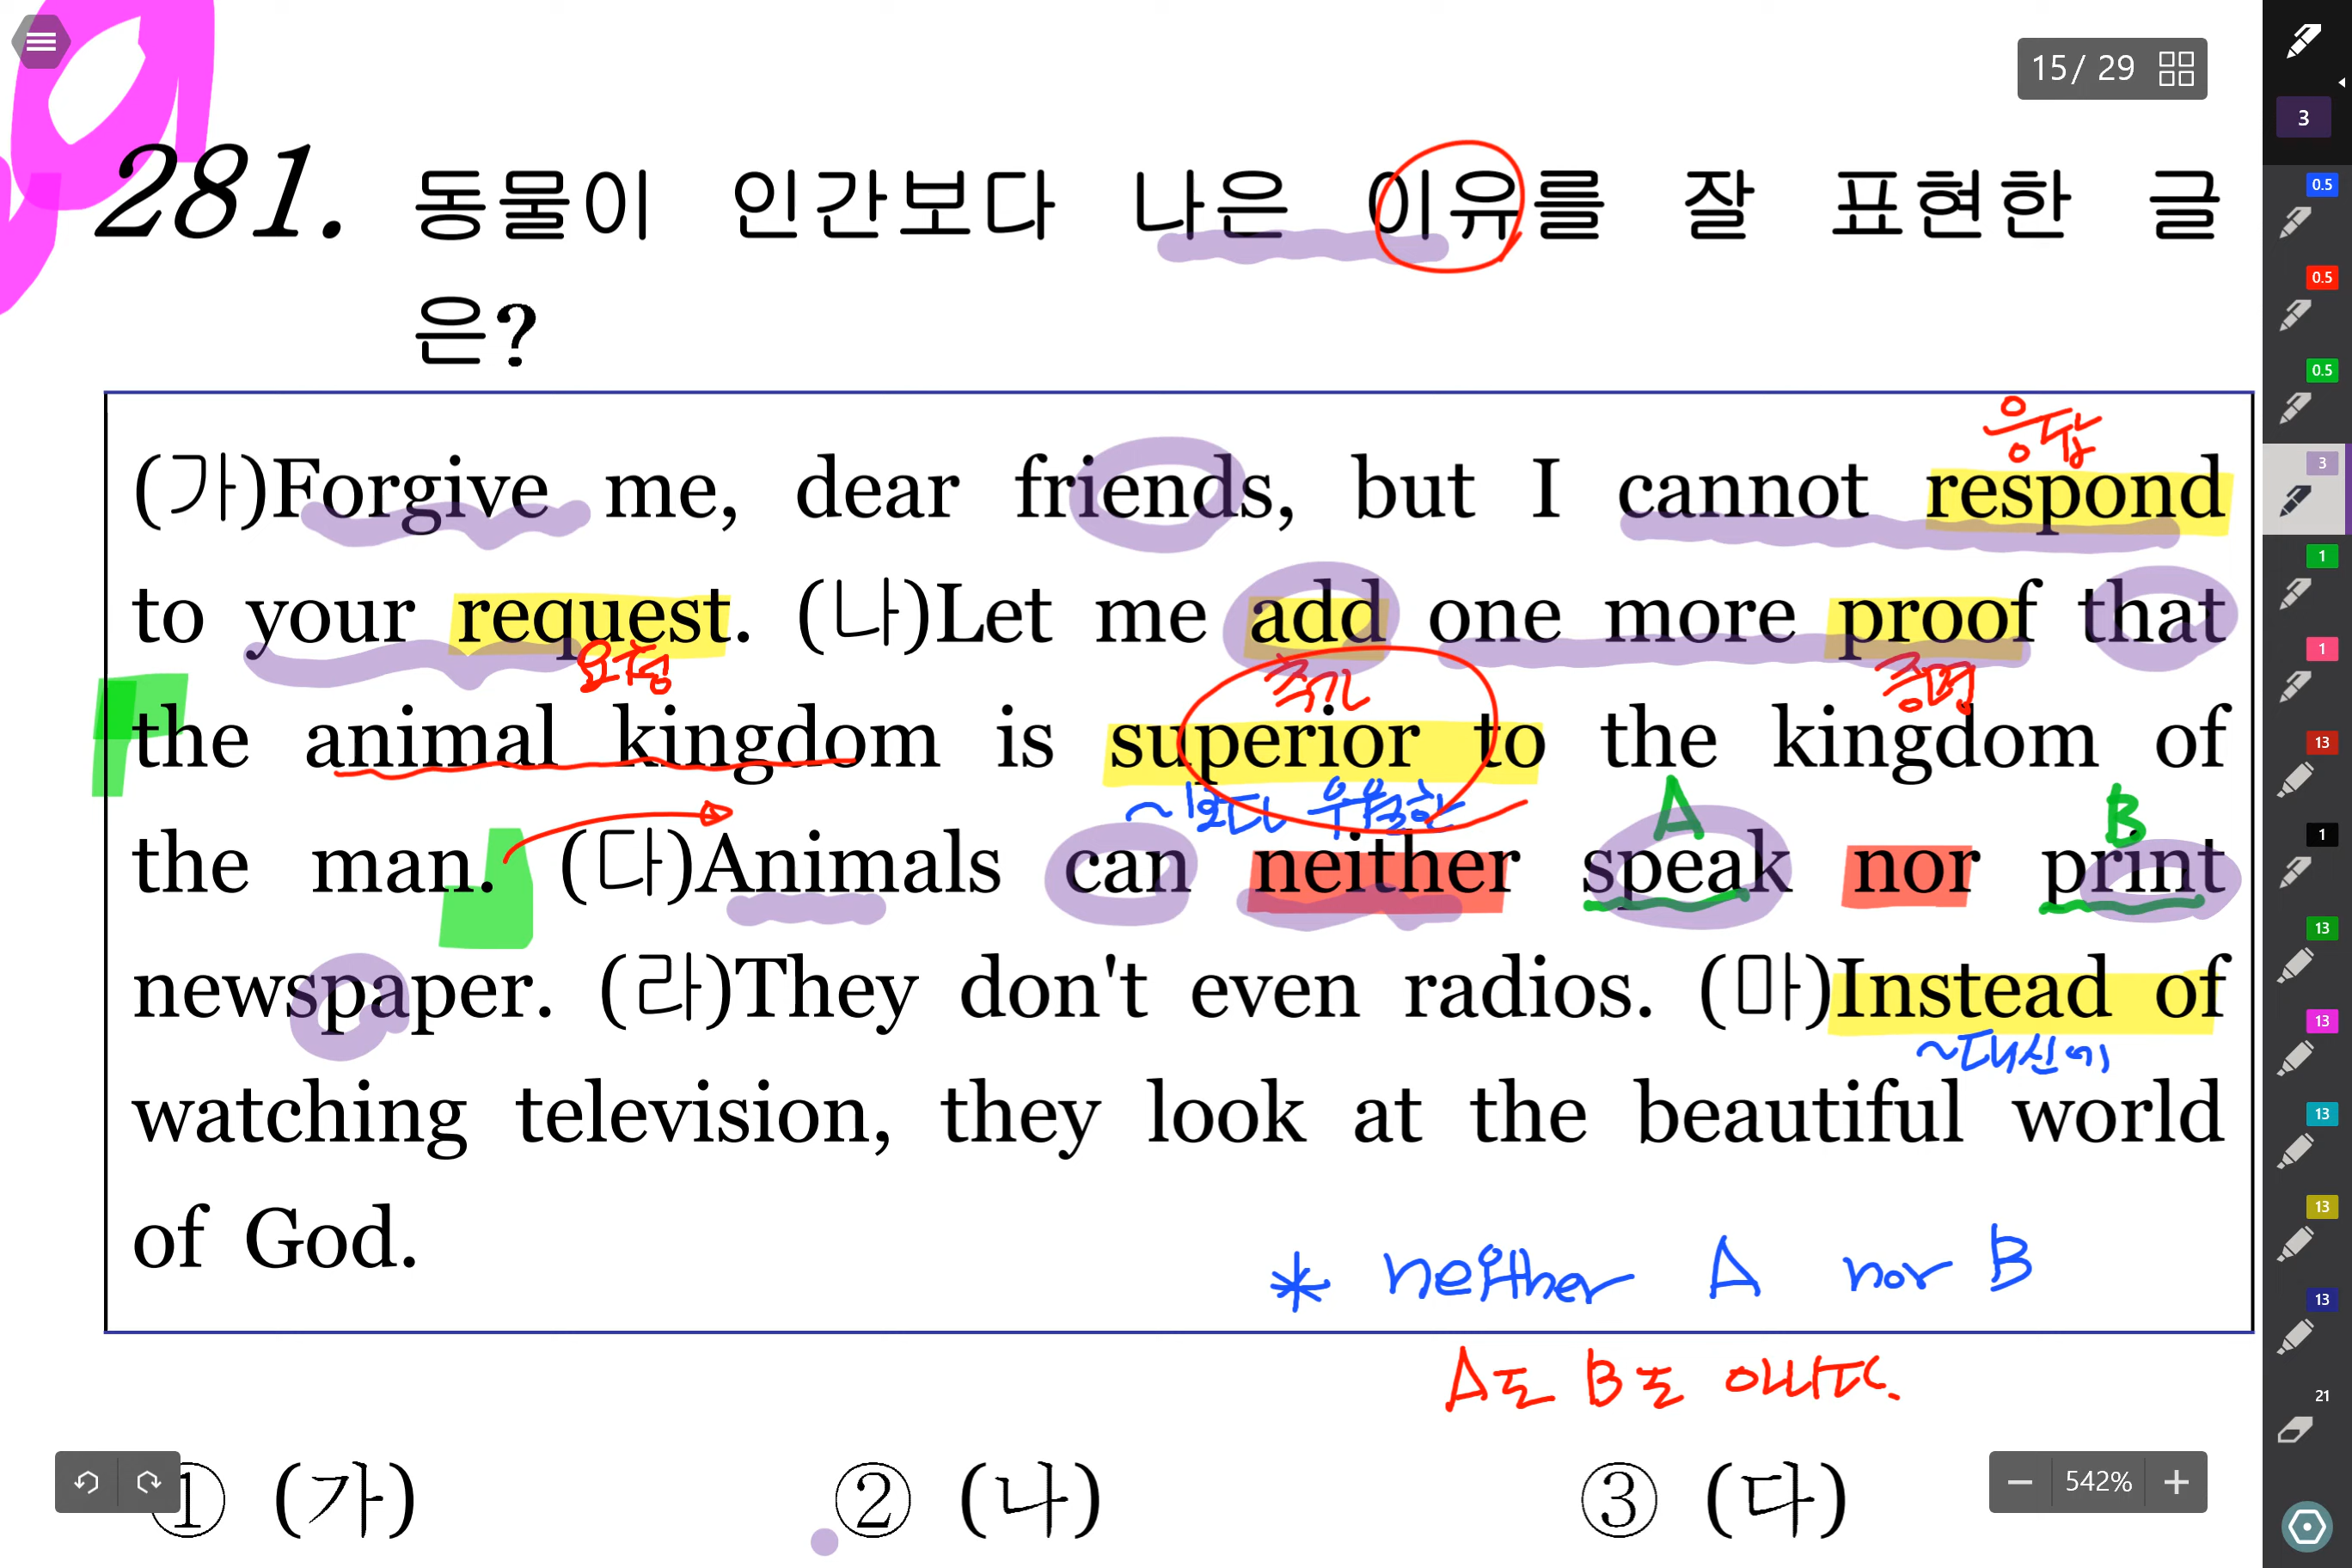 15/ 29
281. 동물이 인간보다 나은 이유를 잘 표현한 글
은?
응답
(가)Forgive me, dear friends, but I cannot respond
to your request. (나)Let me add one more proof that
요청 추가 증명
the animal kingdom is superior to the kingdom of
~보다 우월한 A B
the man. (다)Animals can neither speak nor print
newspaper. (라)They don't even radios. (마)Instead of
~대신에
watching television, they look at the beautiful world
of God.
* neither A nor B
A도 B도 아니다.
① (가) ② (나) ③ (다)
542%
3
0.5
0.5
0.5
3
1
1
13
1
13
13
13
13
13
21